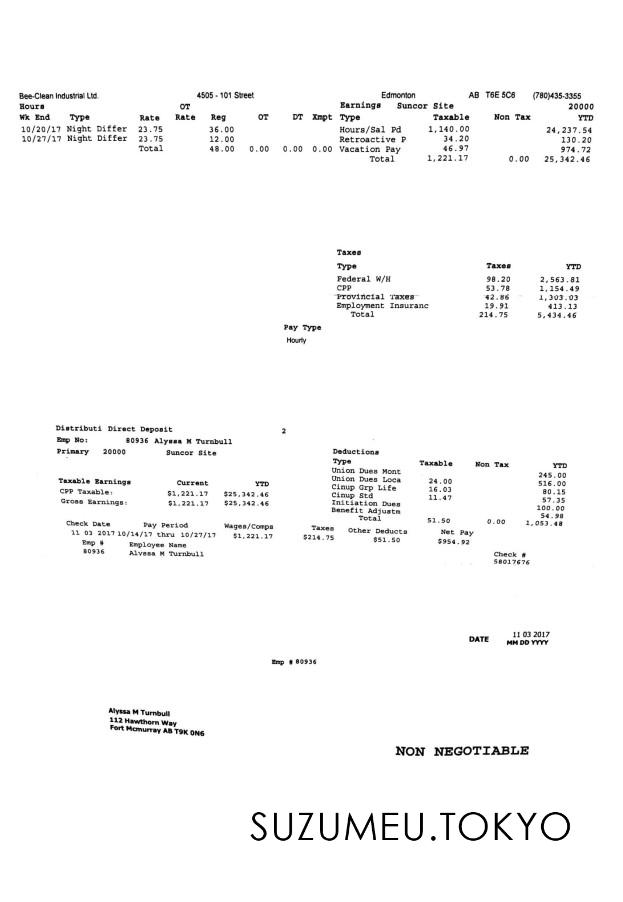 Bee-Clean Industrial Ltd. 4505 - 101 Street Edmonton AB T6E 5C6 (780)435-3355
Hours OT Earnings Suncor Site 20000
Wk End Type Rate Rate Reg OT DT Xmpt Type Taxable Non Tax YTD
10/20/17 Night Differ 23.75 36.00 Hours/Sal Pd 1,140.00 24,237.54
10/27/17 Night Differ 23.75 12.00 Retroactive P 34.20 130.20
Total 48.00 0.00 0.00 0.00 Vacation Pay 46.97 974.72
Total 1,221.17 0.00 25,342.46
Taxes
Type Taxes YTD
Federal W/H 98.20 2,563.81
CPP 53.78 1,154.49
Provincial Taxes 42.86 1,303.03
Employment Insuranc 19.91 413.13
Total 214.75 5,434.46
Pay Type
Hourly
Distributi Direct Deposit 2
Emp No: 80936 Alyssa M Turnbull
Primary 20000 Suncor Site
Taxable Earnings Current YTD
CPP Taxable: $1,221.17 $25,342.46
Gross Earnings: $1,221.17 $25,342.46
Deductions
Type Taxable Non Tax YTD
Union Dues Mont 245.00
Union Dues Loca 24.00 516.00
Cinup Grp Life 16.03 80.15
Cinup Std 11.47 57.35
Initiation Dues 100.00
Benefit Adjustm 54.98
Total 51.50 0.00 1,053.48
Check Date Pay Period Wages/Comps Taxes Other Deducts Net Pay
11 03 2017 10/14/17 thru 10/27/17 $1,221.17 $214.75 $51.50 $954.92
Emp # Employee Name Check #
80936 Alyssa M Turnbull 58017676
DATE 11 03 2017
MM DD YYYY
Emp # 80936
Alyssa M Turnbull
112 Hawthorn Way
Fort Mcmurray AB T9K 0N6
NON NEGOTIABLE
SUZUMEU.TOKYO